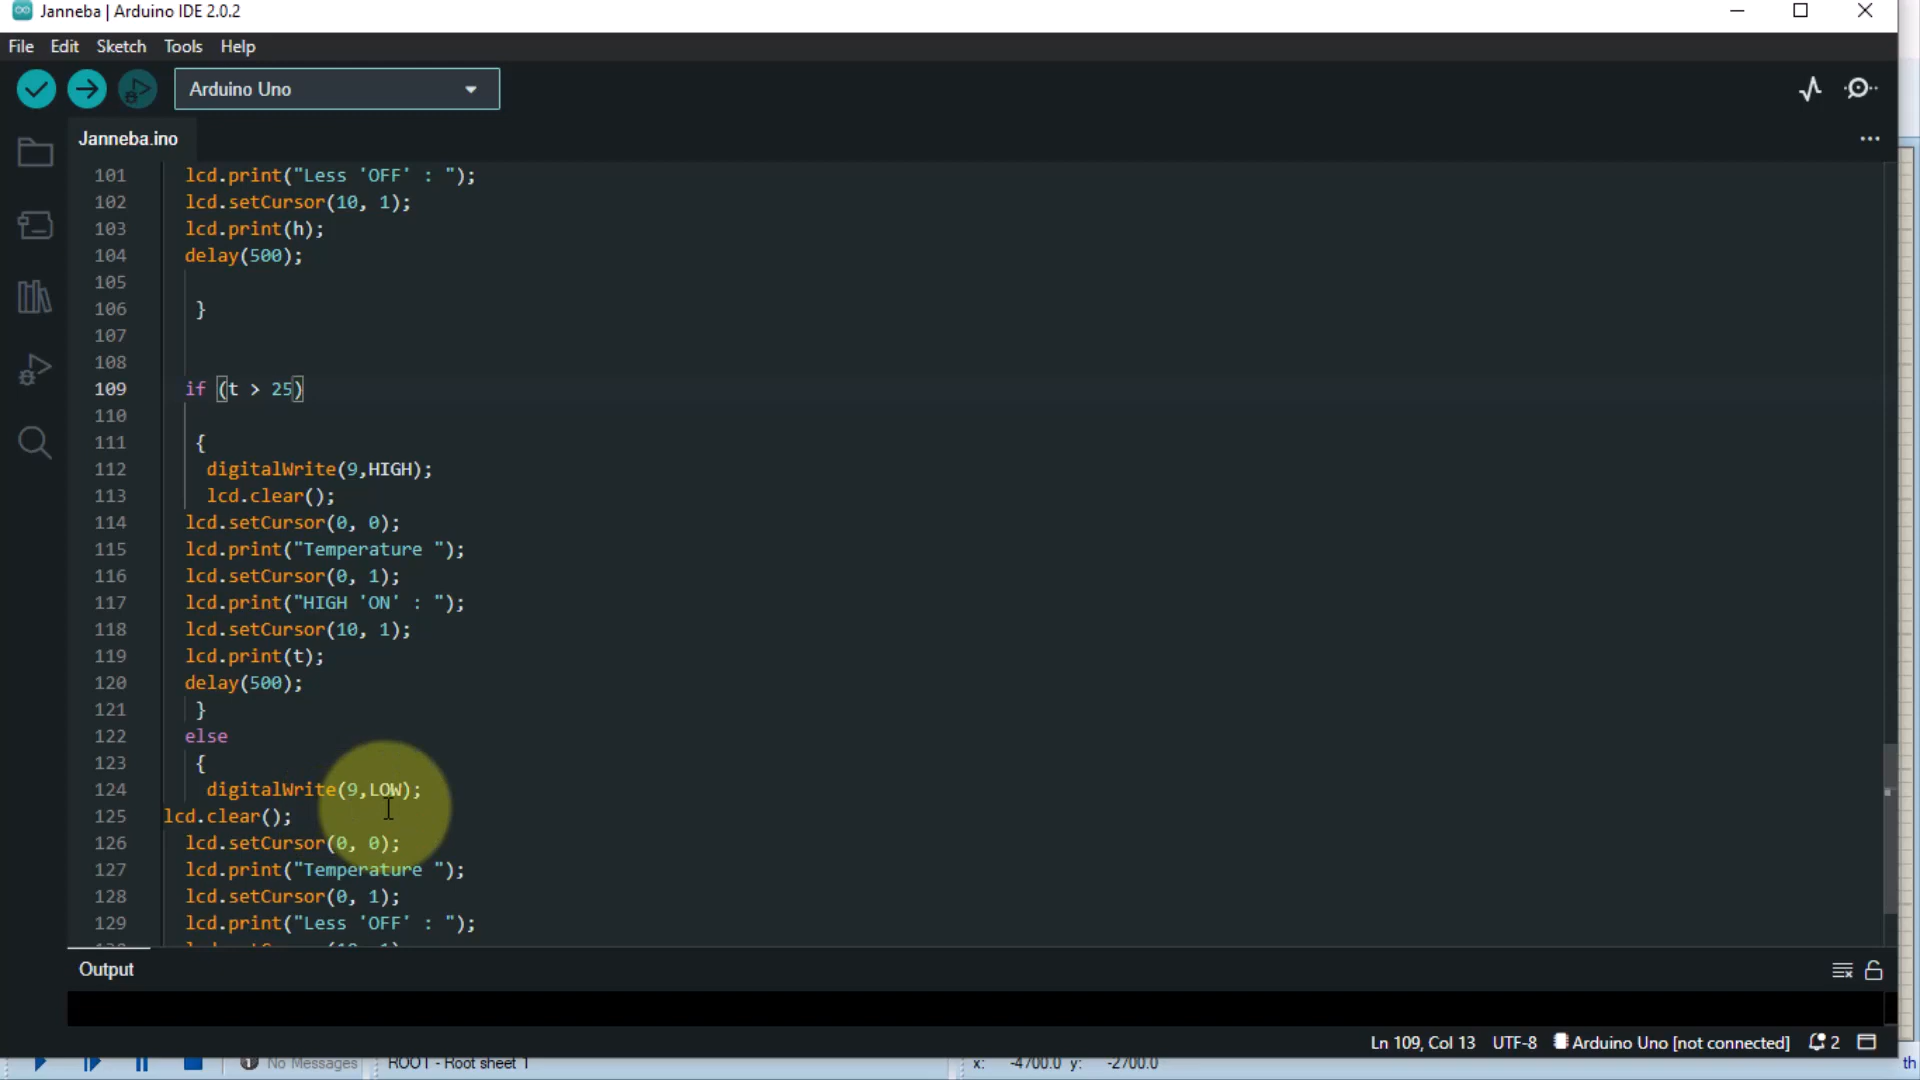 Janneba | Arduino IDE 2.0.2
File Edit Sketch Tools Help
Arduino Uno
Janneba.ino
101 lcd.print("Less 'OFF' : ");
102 lcd.setCursor(10, 1);
103 lcd.print(h);
104 delay(500);
105
106 }
107
108
109 if (t > 25)
110
111 {
112 digitalWrite(9,HIGH);
113 lcd.clear();
114 lcd.setCursor(0, 0);
115 lcd.print("Temperature ");
116 lcd.setCursor(0, 1);
117 lcd.print("HIGH 'ON' : ");
118 lcd.setCursor(10, 1);
119 lcd.print(t);
120 delay(500);
121 }
122 else
123 {
124 digitalWrite(9,LOW);
125 lcd.clear();
126 lcd.setCursor(0, 0);
127 lcd.print("Temperature ");
128 lcd.setCursor(0, 1);
129 lcd.print("Less 'OFF' : ");
Output
Ln 109, Col 13 UTF-8 Arduino Uno [not connected] 2
No Messages ROOT - Root sheet 1 x: -4700.0 y: -2700.0 th